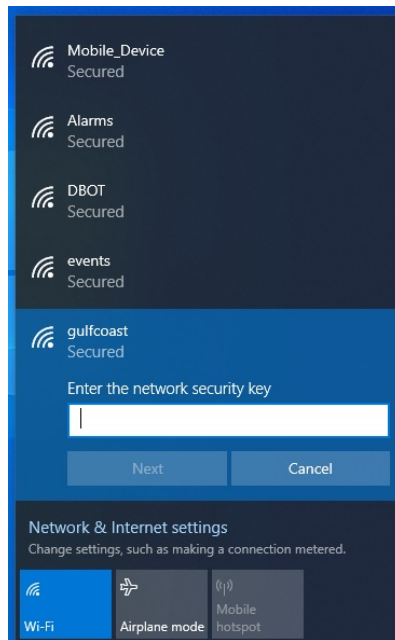 Mobile_Device
Secured
Alarms
Secured
DBOT
Secured
events
Secured
gulfcoast
Secured
Enter the network security key
Next Cancel
Network & Internet settings
Change settings, such as making a connection metered.
Wi-Fi
Airplane mode
Mobile
hotspot